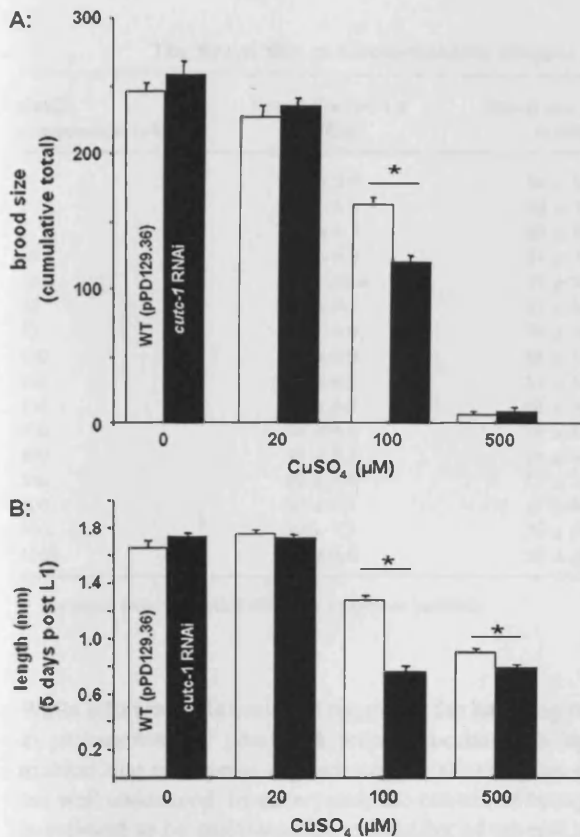 A:
300
200
100
0
brood size
(cumulative total)
WT (pPD129.36)
cutc-1 RNAi
*
0 20 100 500
CuSO4 (µM)
B:
1.8
1.4
1.0
0.6
0.2
length (mm)
(5 days post L1)
WT (pPD129.36)
cutc-1 RNAi
*
*
0 20 100 500
CuSO4 (µM)